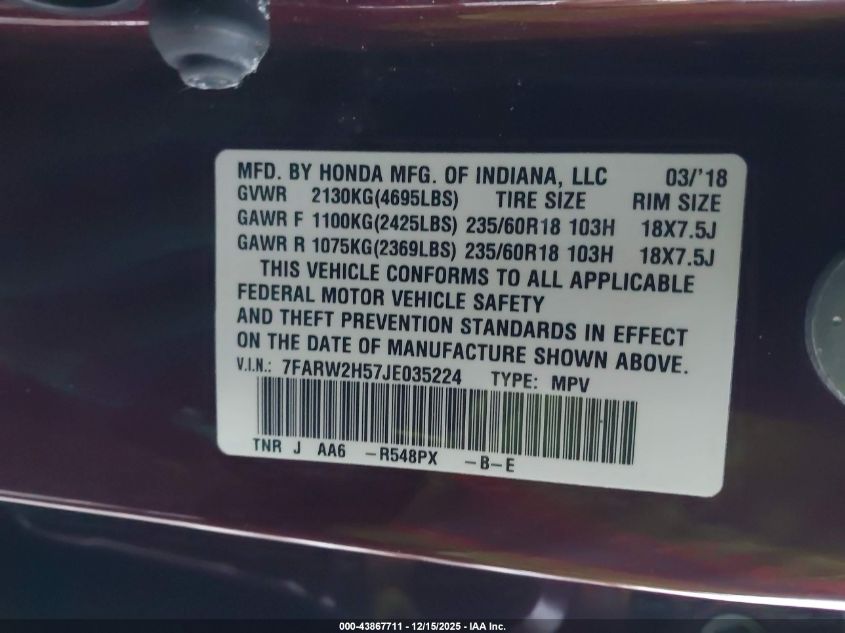 MFD. BY HONDA MFG. OF INDIANA, LLC 03/'18
GVWR 2130KG(4695LBS) TIRE SIZE RIM SIZE
GAWR F 1100KG(2425LBS) 235/60R18 103H 18X7.5J
GAWR R 1075KG(2369LBS) 235/60R18 103H 18X7.5J
THIS VEHICLE CONFORMS TO ALL APPLICABLE
FEDERAL MOTOR VEHICLE SAFETY
AND THEFT PREVENTION STANDARDS IN EFFECT
ON THE DATE OF MANUFACTURE SHOWN ABOVE.
V.I.N.: 7FARW2H57JE035224 TYPE: MPV
TNR J AA6 -R548PX -B-E
000-43867711 - 12/15/2025 - IAA Inc.